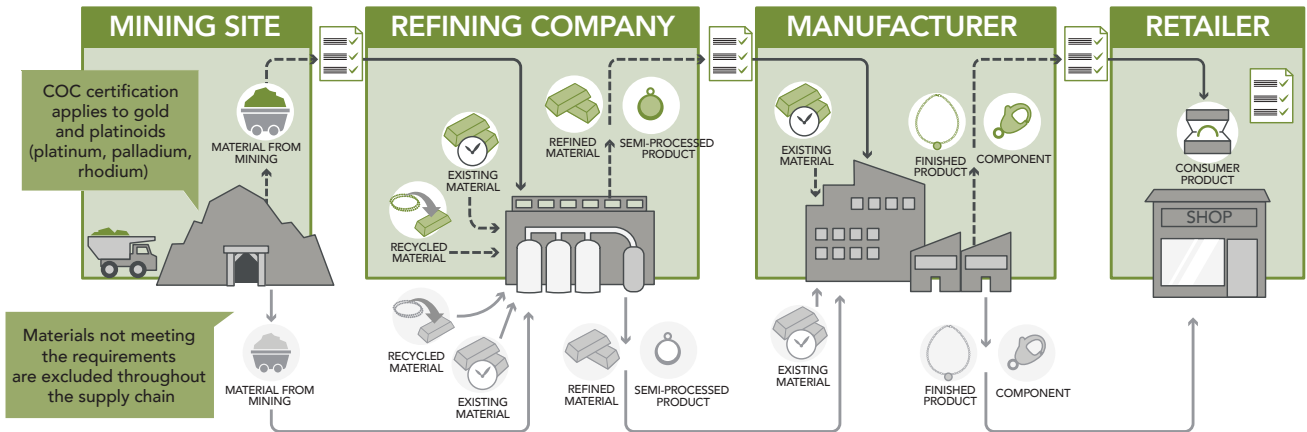 MINING SITE
REFINING COMPANY
MANUFACTURER
RETAILER
COC certification
applies to gold
and platinoids
(platinum, palladium,
rhodium)
MATERIAL FROM
MINING
EXISTING
MATERIAL
RECYCLED
MATERIAL
REFINED
MATERIAL
SEMI-PROCESSED
PRODUCT
EXISTING
MATERIAL
FINISHED
PRODUCT
COMPONENT
CONSUMER
PRODUCT
SHOP
Materials not meeting
the requirements
are excluded throughout
the supply chain
MATERIAL FROM
MINING
RECYCLED
MATERIAL
EXISTING
MATERIAL
REFINED
MATERIAL
SEMI-PROCESSED
PRODUCT
EXISTING
MATERIAL
FINISHED
PRODUCT
COMPONENT